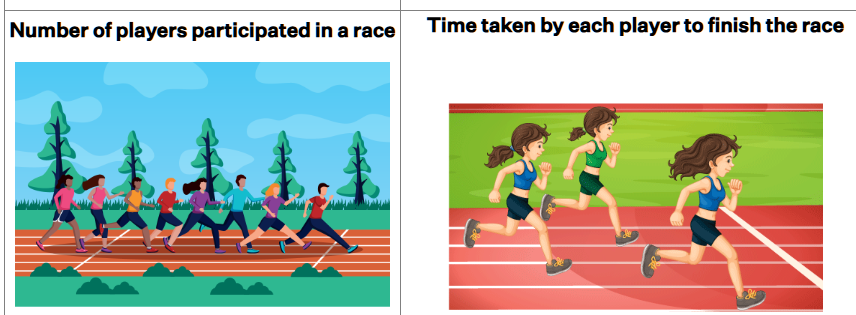 Number of players participated in a race
Time taken by each player to finish the race